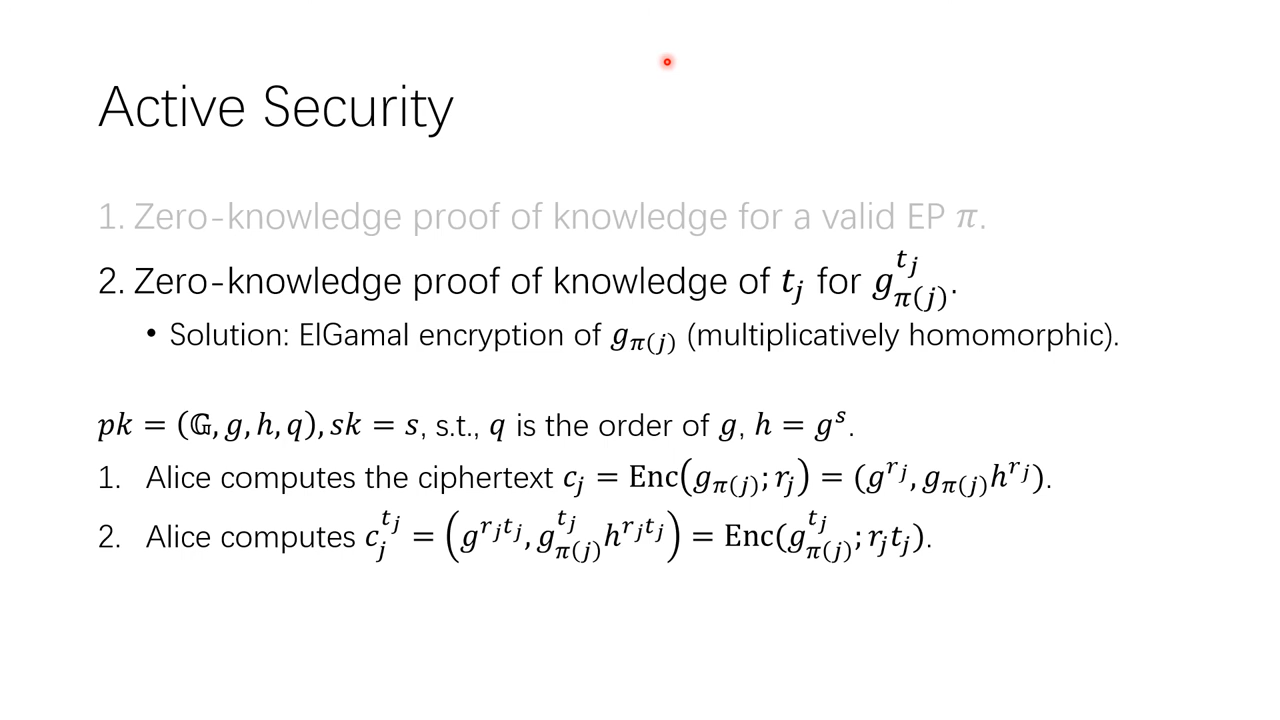 Active Security
1. Zero-knowledge proof of knowledge for a valid EP π.
2. Zero-knowledge proof of knowledge of t_j for g_{π(j)}^{t_j}.
• Solution: ElGamal encryption of g_{π(j)} (multiplicatively homomorphic).
pk = (𝔾, g, h, q), sk = s, s.t., q is the order of g, h = g^s.
1. Alice computes the ciphertext c_j = Enc(g_{π(j)}; r_j) = (g^{r_j}, g_{π(j)}h^{r_j}).
2. Alice computes c_j^{t_j} = (g^{r_j t_j}, g_{π(j)}^{t_j}h^{r_j t_j}) = Enc(g_{π(j)}^{t_j}; r_j t_j).